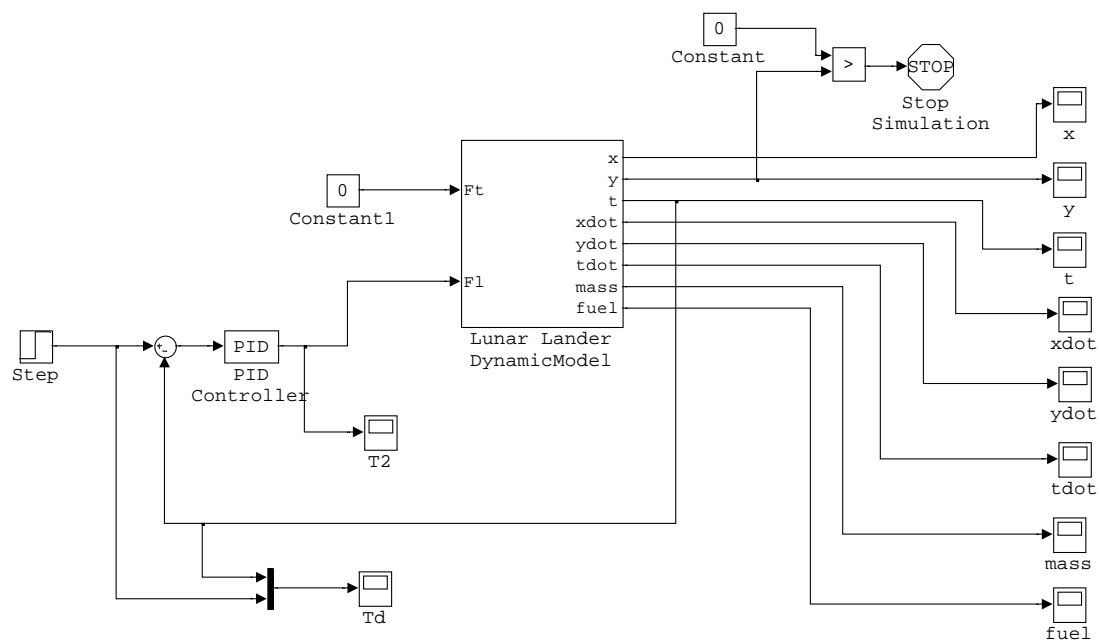 0
Constant
>
STOP
Stop
Simulation
x
y
t
xdot
ydot
tdot
mass
fuel
0
Constant1
Ft
Fl
x
y
t
xdot
ydot
tdot
mass
fuel
Lunar Lander
DynamicModel
Step
+
-
PID
PID
Controller
T2
Td